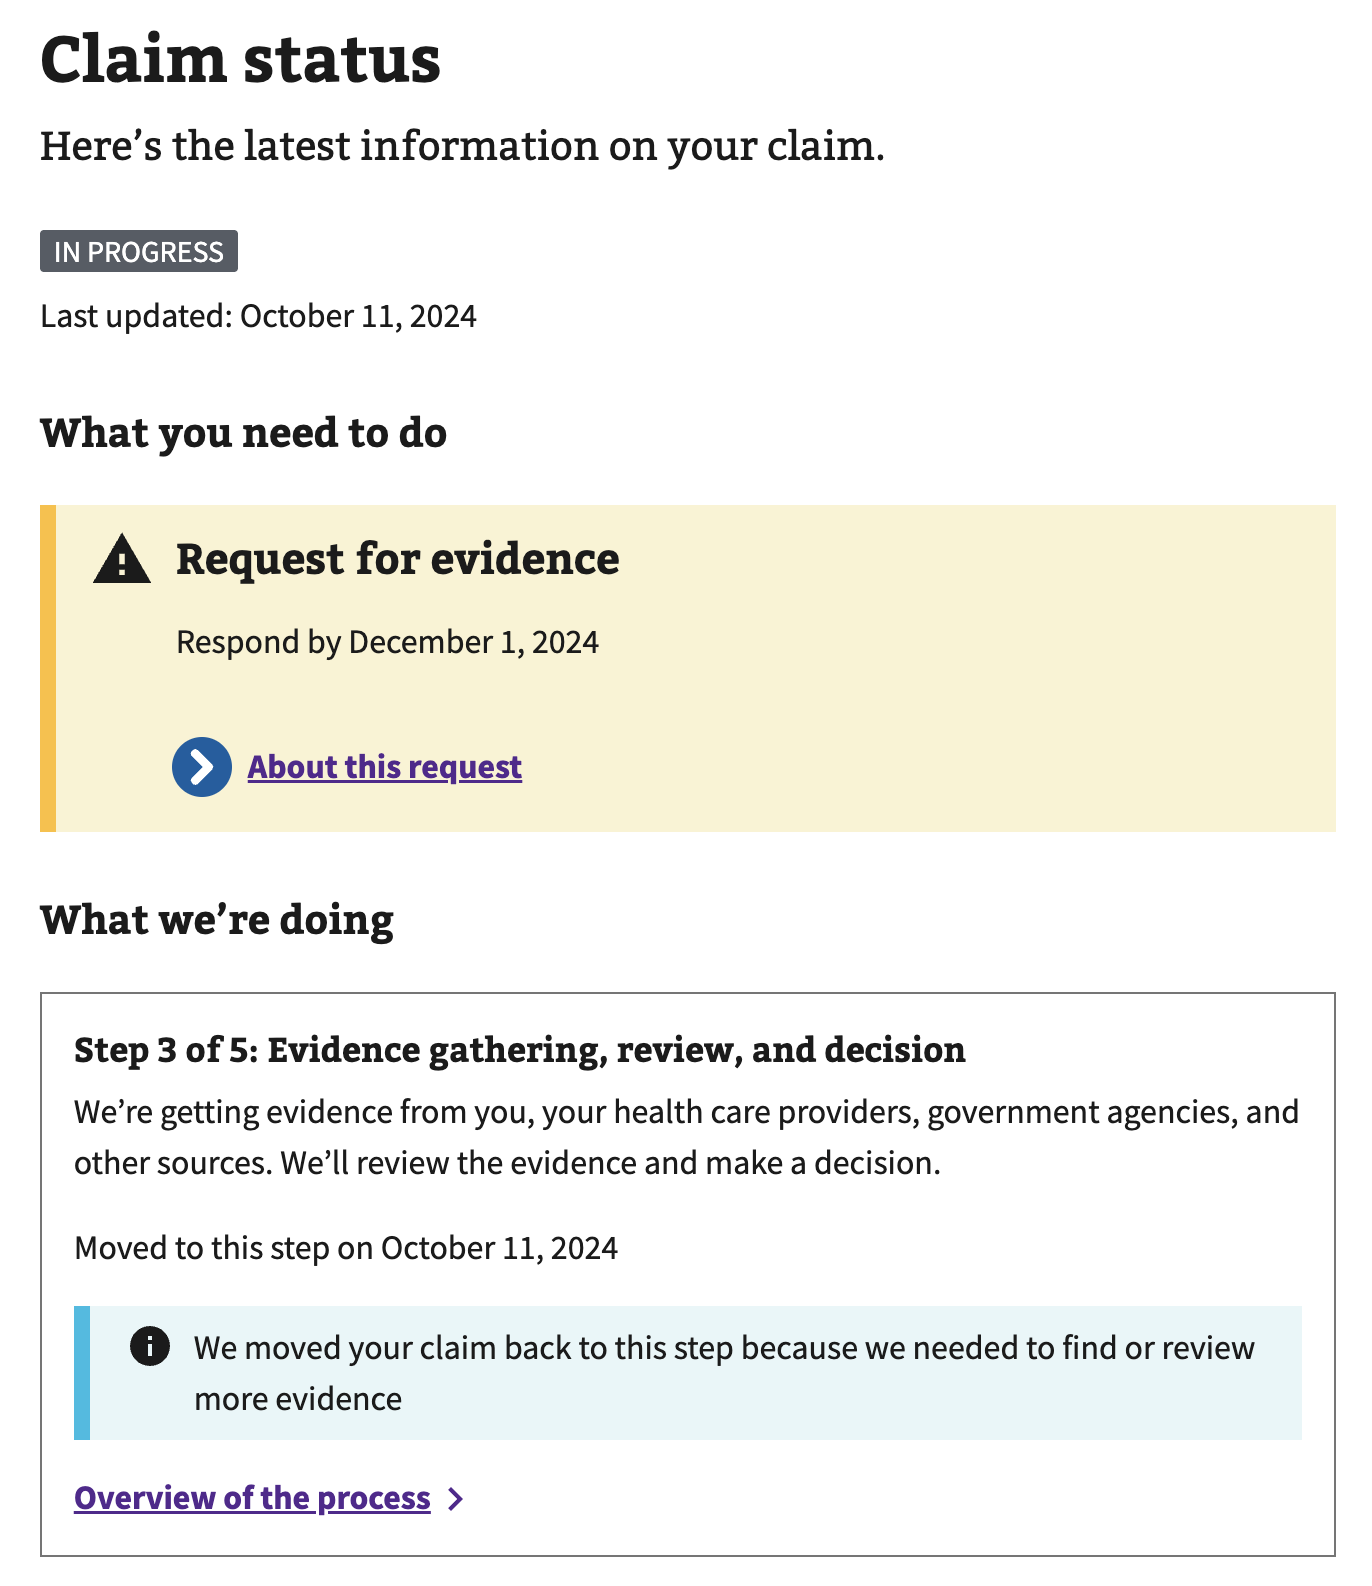 Claim status
Here’s the latest information on your claim.
IN PROGRESS
Last updated: October 11, 2024
What you need to do
Request for evidence
Respond by December 1, 2024
About this request
What we’re doing
Step 3 of 5: Evidence gathering, review, and decision
We’re getting evidence from you, your health care providers, government agencies, and
other sources. We’ll review the evidence and make a decision.
Moved to this step on October 11, 2024
We moved your claim back to this step because we needed to find or review
more evidence
Overview of the process